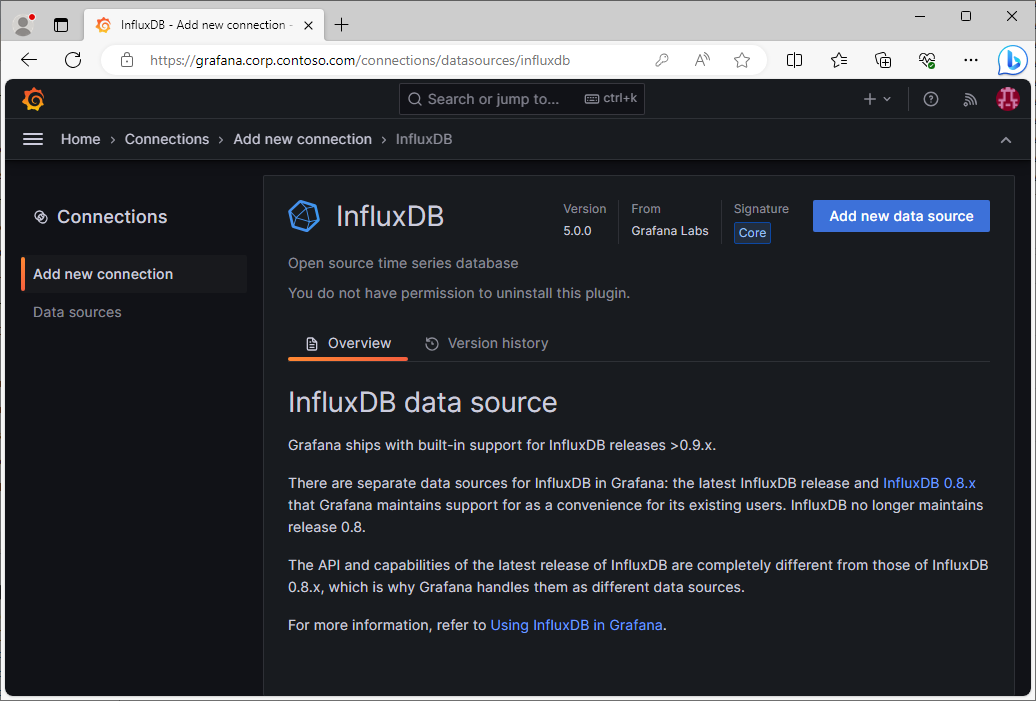 InfluxDB - Add new connection -
https://grafana.corp.contoso.com/connections/datasources/influxdb
Search or jump to... ctrl+k
Home › Connections › Add new connection › InfluxDB
Connections
Add new connection
Data sources
InfluxDB
Version
5.0.0
From
Grafana Labs
Signature
Core
Add new data source
Open source time series database
You do not have permission to uninstall this plugin.
Overview
Version history
InfluxDB data source
Grafana ships with built-in support for InfluxDB releases >0.9.x.
There are separate data sources for InfluxDB in Grafana: the latest InfluxDB release and InfluxDB 0.8.x
that Grafana maintains support for as a convenience for its existing users. InfluxDB no longer maintains
release 0.8.
The API and capabilities of the latest release of InfluxDB are completely different from those of InfluxDB
0.8.x, which is why Grafana handles them as different data sources.
For more information, refer to Using InfluxDB in Grafana.